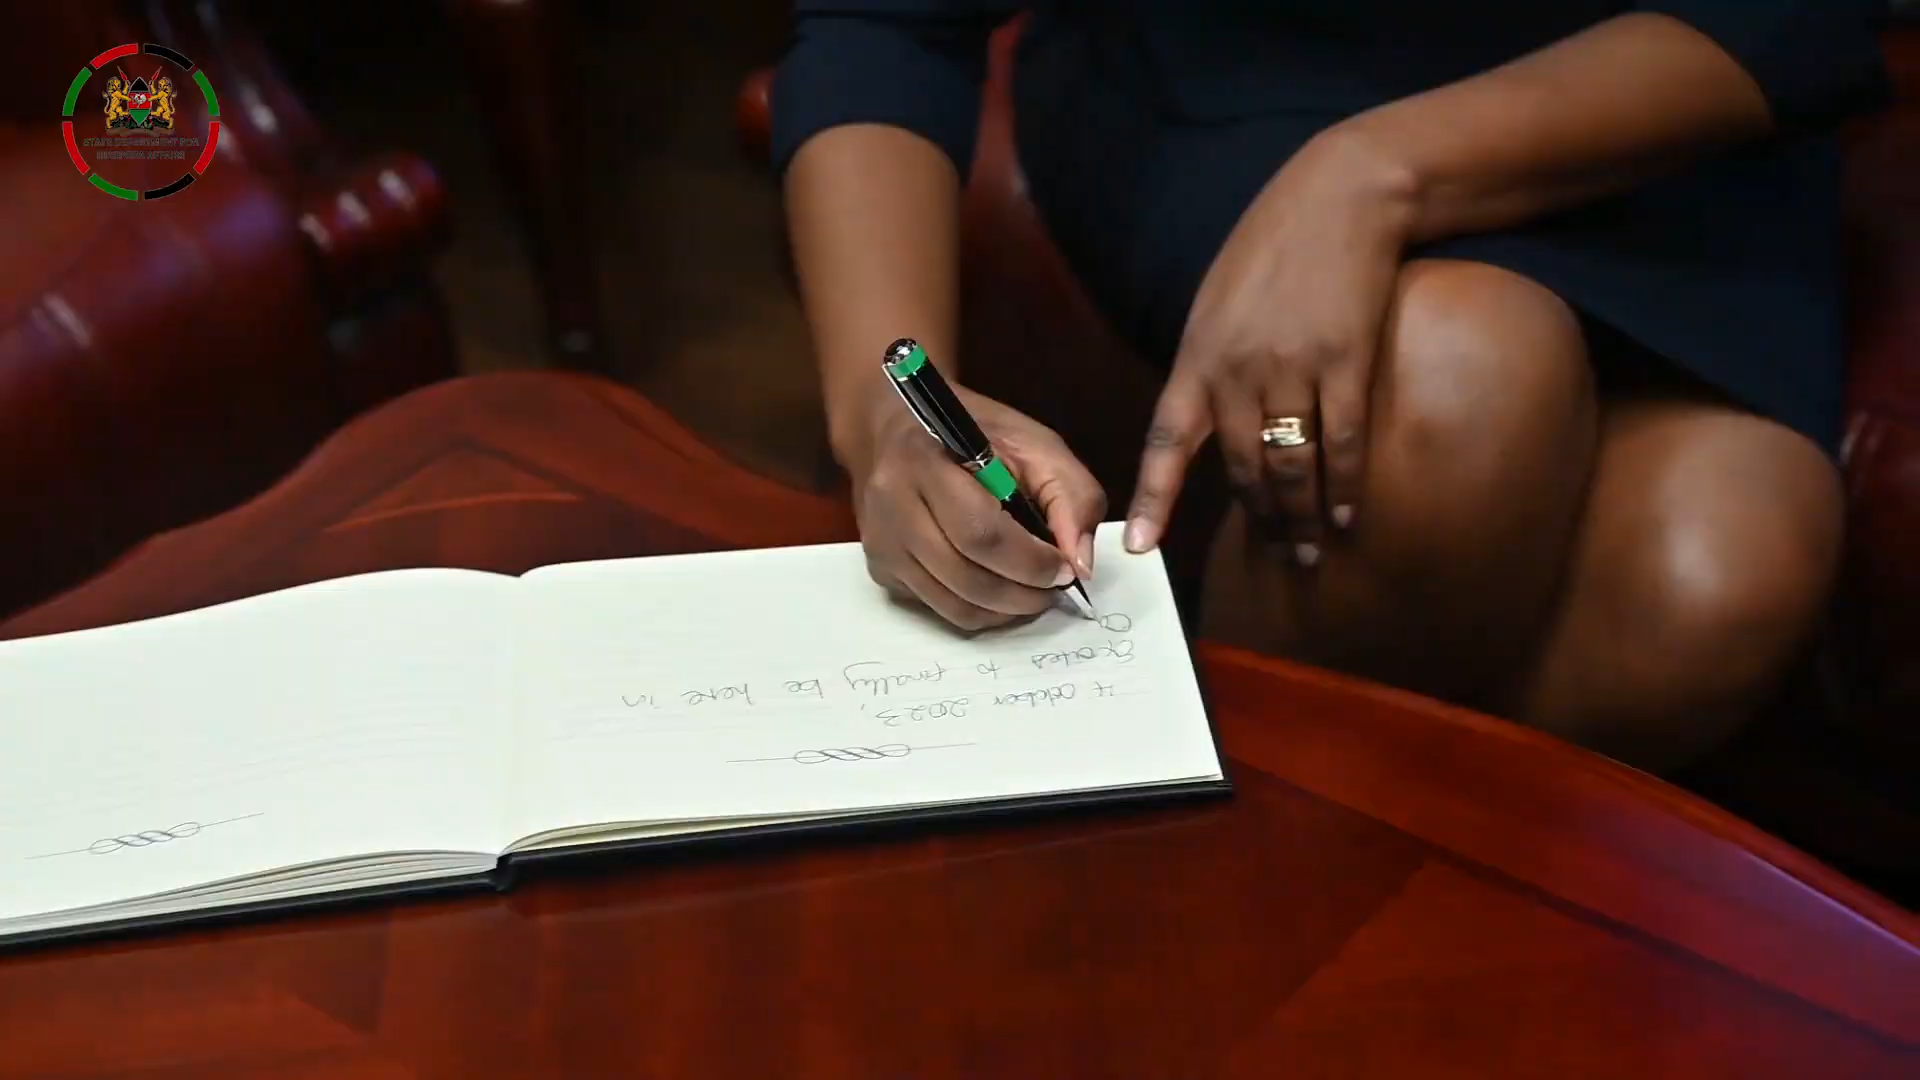 STATE DEPARTMENT FOR
DIASPORA AFFAIRS
4 October 2023,
Excited to finally be here in